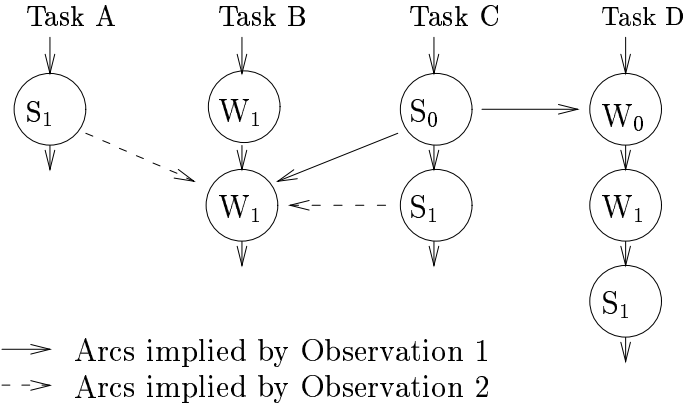 Task A Task B Task C Task D
S₁ W₁ S₀ W₀
W₁ S₁ W₁
S₁
Arcs implied by Observation 1
Arcs implied by Observation 2